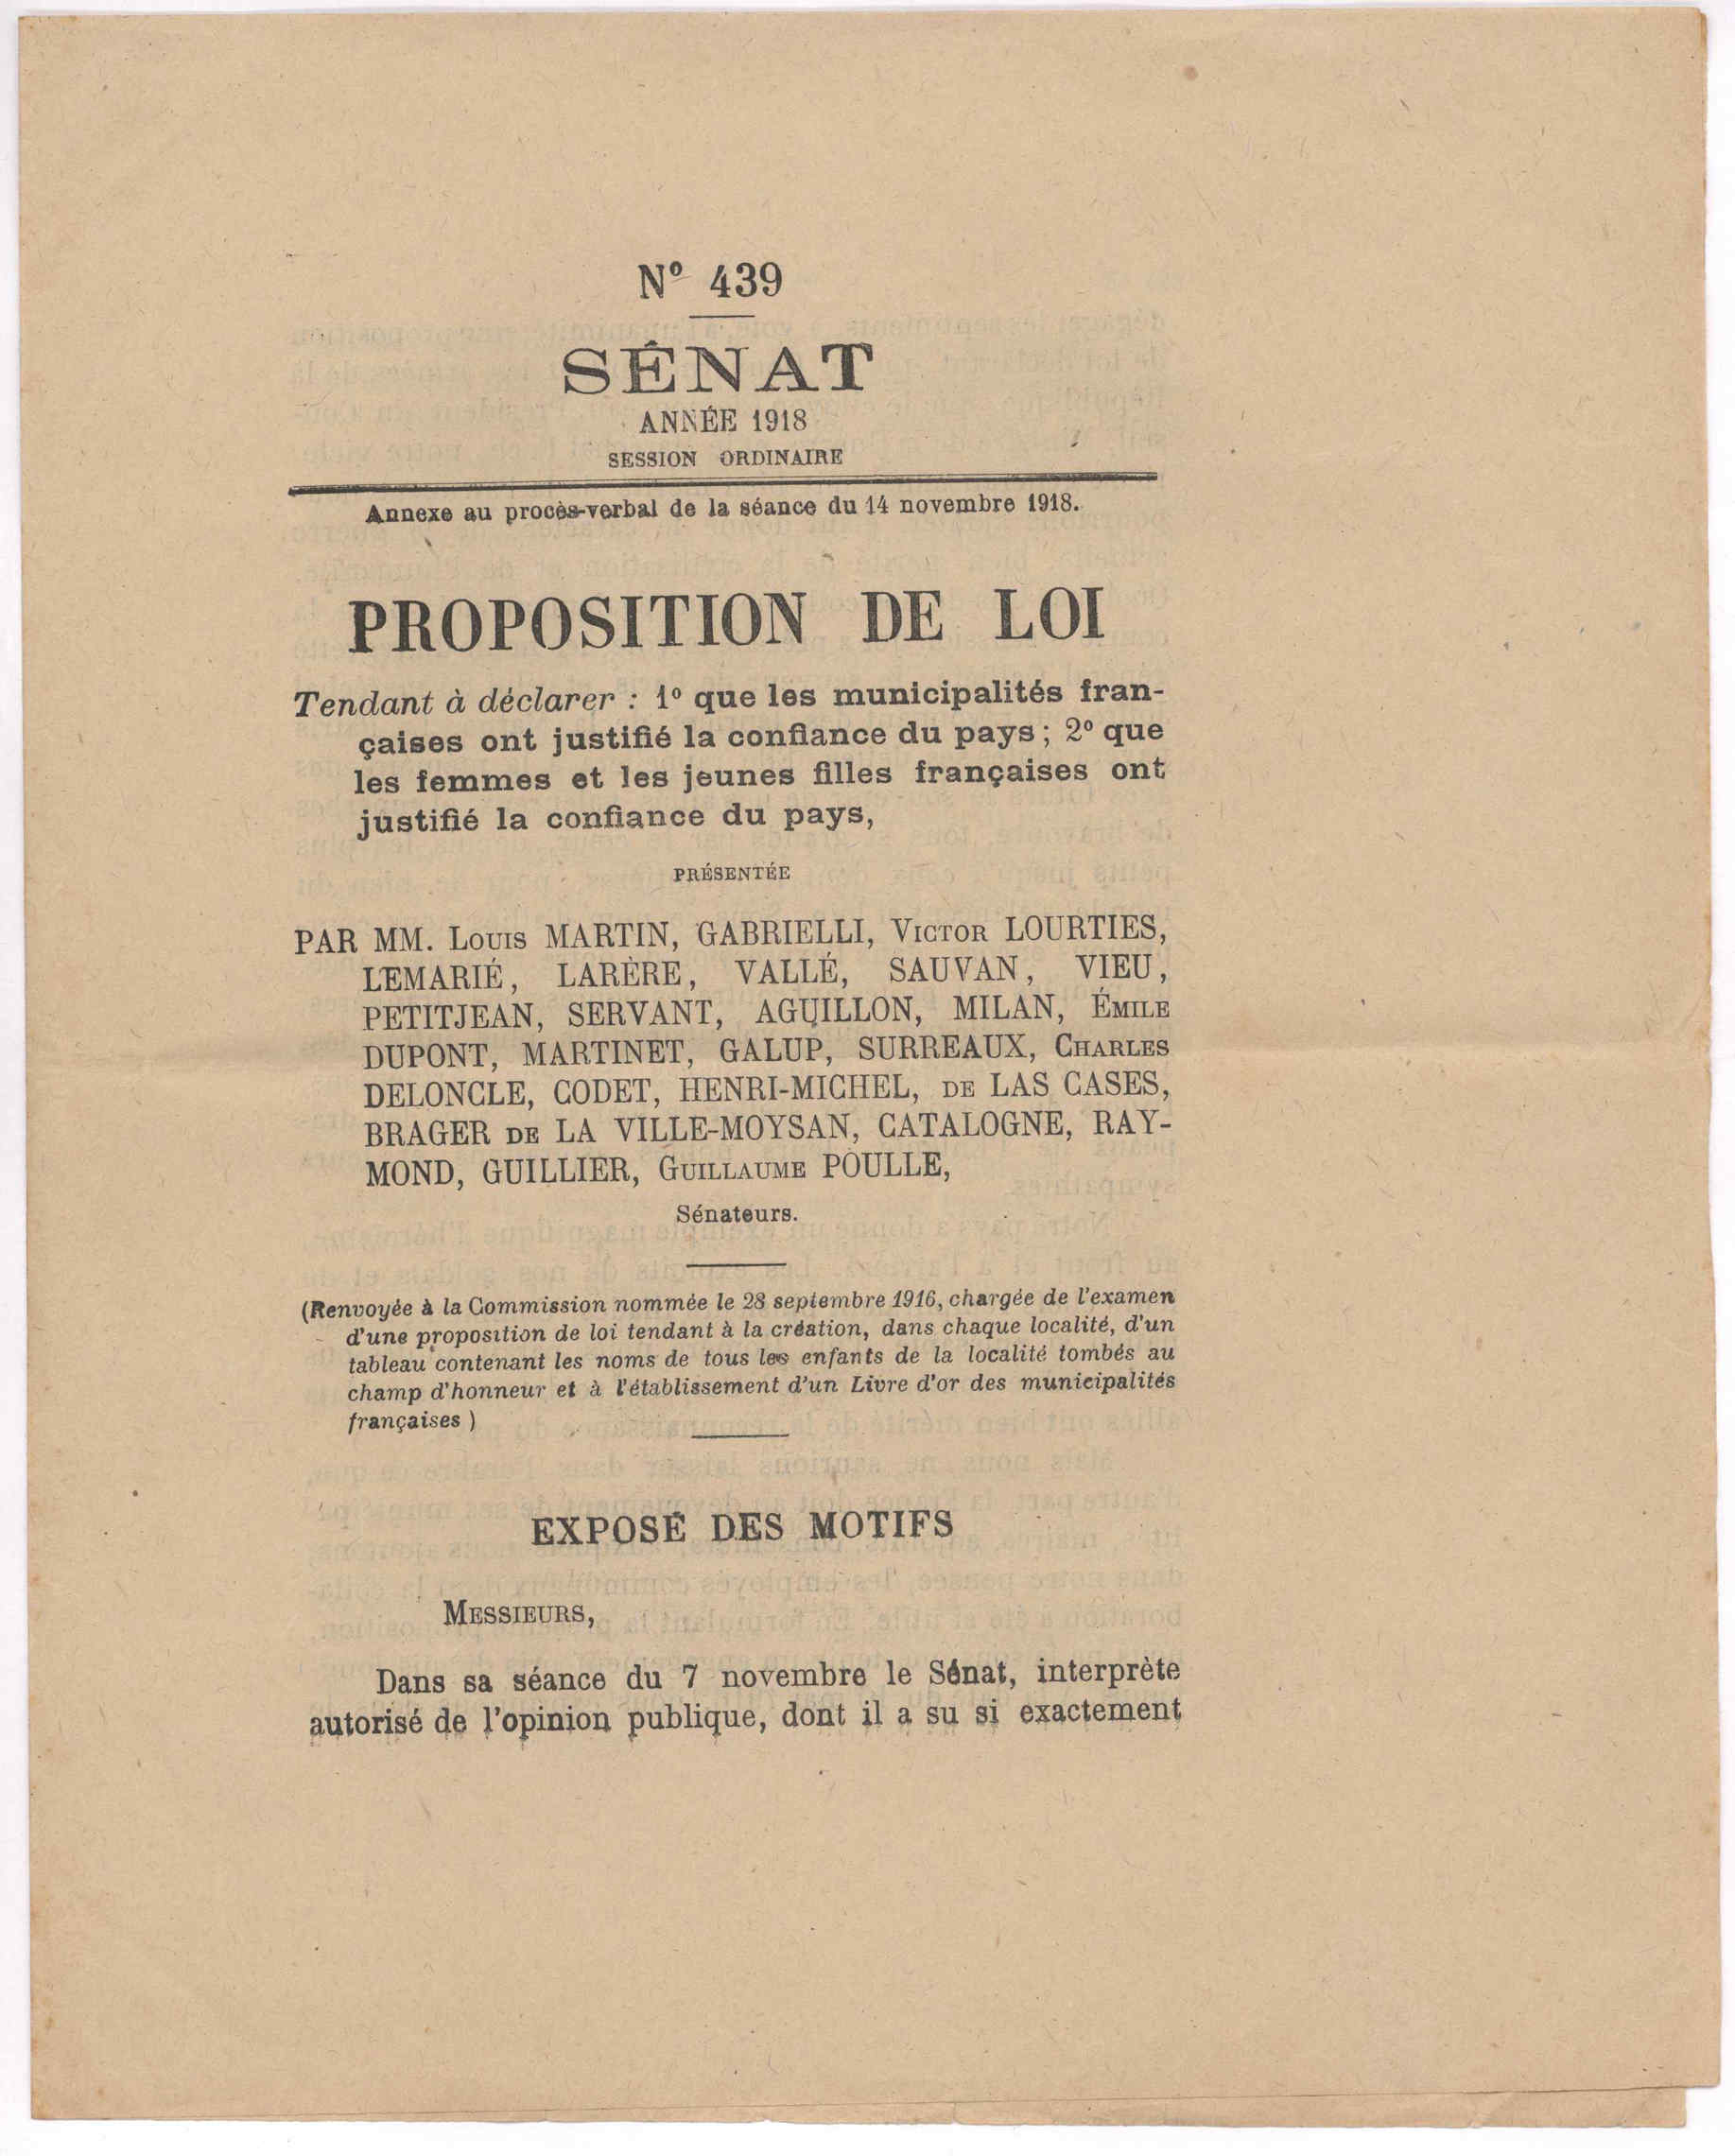 Nº 439
SÉNAT
ANNÉE 1918
SESSION ORDINAIRE
Annexe au procès-verbal de la séance du 14 novembre 1918.
PROPOSITION DE LOI
Tendant à déclarer : 1º que les municipalités fran-
çaises ont justifié la confiance du pays ; 2º que
les femmes et les jeunes filles françaises ont
justifié la confiance du pays,
PRÉSENTÉE
PAR MM. Louis MARTIN, GABRIELLI, Victor LOURTIES,
LEMARIÉ, LARÈRE, VALLÉ, SAUVAN, VIEU,
PETITJEAN, SERVANT, AGUILLON, MILAN, Émile
DUPONT, MARTINET, GALUP, SURREAUX, Charles
DELONCLE, CODET, HENRI-MICHEL, de LAS CASES,
BRAGER de LA VILLE-MOYSAN, CATALOGNE, RAY-
MOND, GUILLIER, Guillaume POULLE,
Sénateurs.
(Renvoyée à la Commission nommée le 28 septembre 1916, chargée de l'examen
d'une proposition de loi tendant à la création, dans chaque localité, d'un
tableau contenant les noms de tous les enfants de la localité tombés au
champ d'honneur et à l'établissement d'un Livre d'or des municipalités
françaises )
EXPOSÉ DES MOTIFS
Messieurs,
Dans sa séance du 7 novembre le Sénat, interprète
autorisé de l'opinion publique, dont il a su si exactement